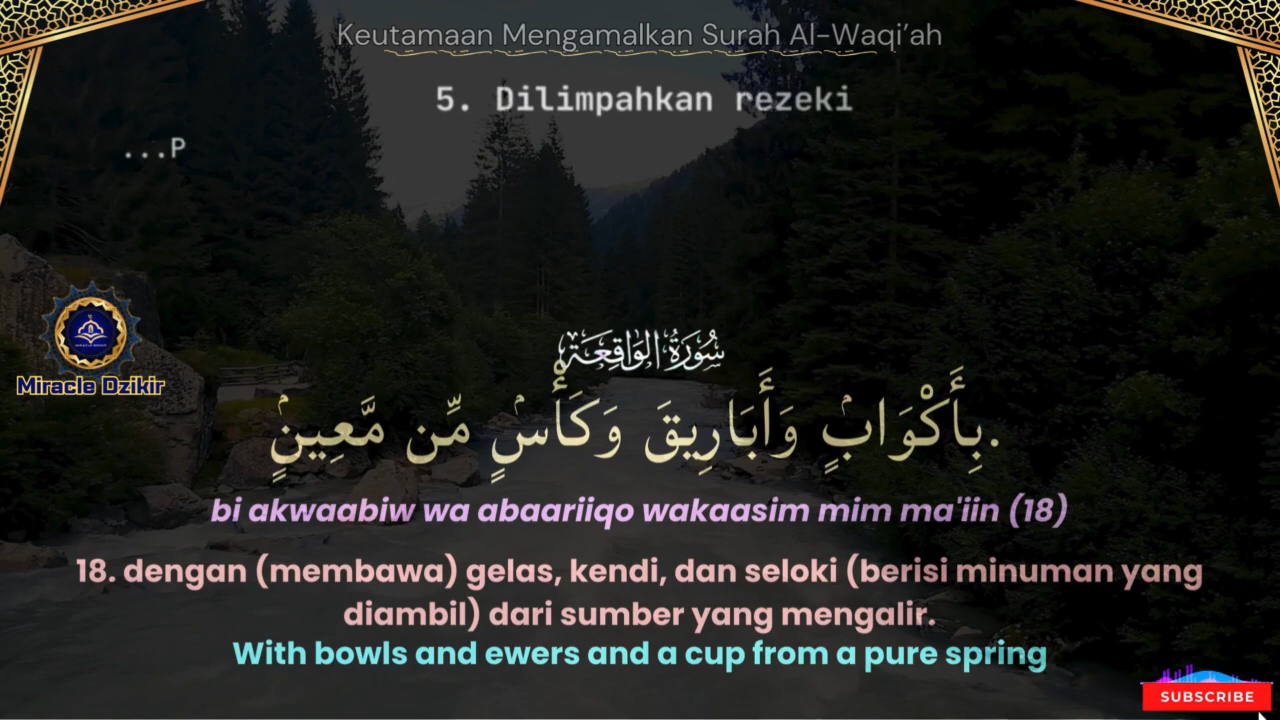 Keutamaan Mengamalkan Surah Al-Waqi’ah
5. Dilimpahkan rezeki
...P
Miracle Dzikir
سُورَةُ الوَاقِعَة
بِأَكْوَابٍۢ وَأَبَارِيقَ وَكَأْسٍۢ مِّن مَّعِينٍۢ.
bi akwaabiw wa abaariiqo wakaasim mim ma'iin (18)
18. dengan (membawa) gelas, kendi, dan seloki (berisi minuman yang
diambil) dari sumber yang mengalir.
With bowls and ewers and a cup from a pure spring
SUBSCRIBE